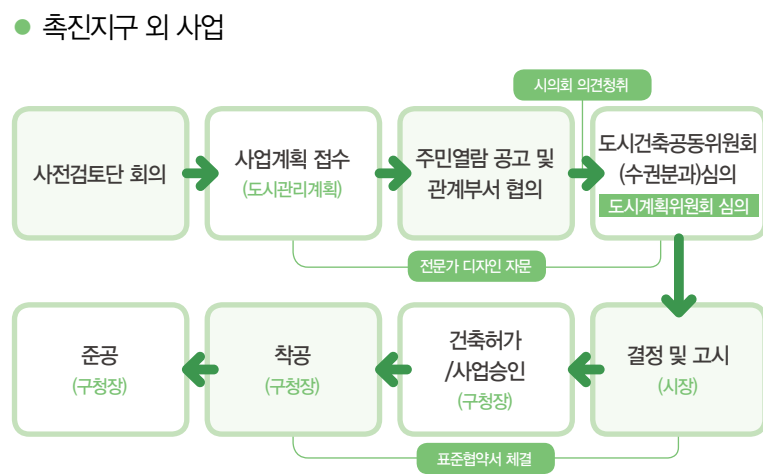 촉진지구 외 사업
시의회 의견청취
사전검토단 회의
사업계획 접수
(도시관리계획)
주민열람 공고 및
관계부서 협의
도시건축공동위원회
(수권분과)심의
도시계획위원회 심의
전문가 디자인 자문
준공
(구청장)
착공
(구청장)
건축허가
/사업승인
(구청장)
결정 및 고시
(시장)
표준협약서 체결